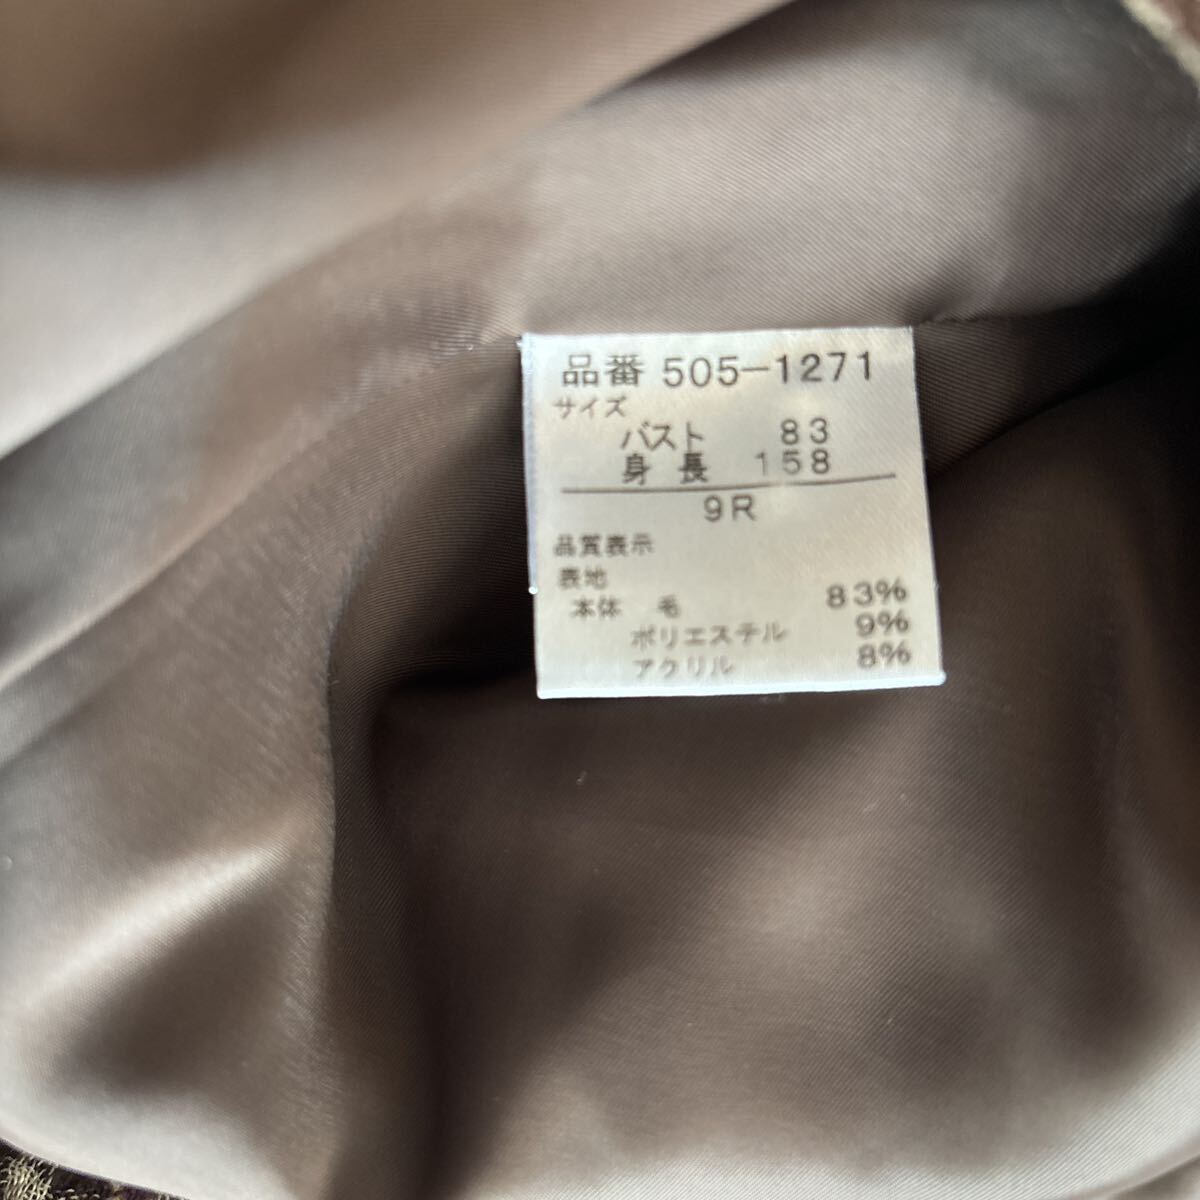 品番 505-1271
サイズ
バスト 83
身長 158
9R
品質表示
表地
本体 毛 83%
ポリエステル 9%
アクリル 8%